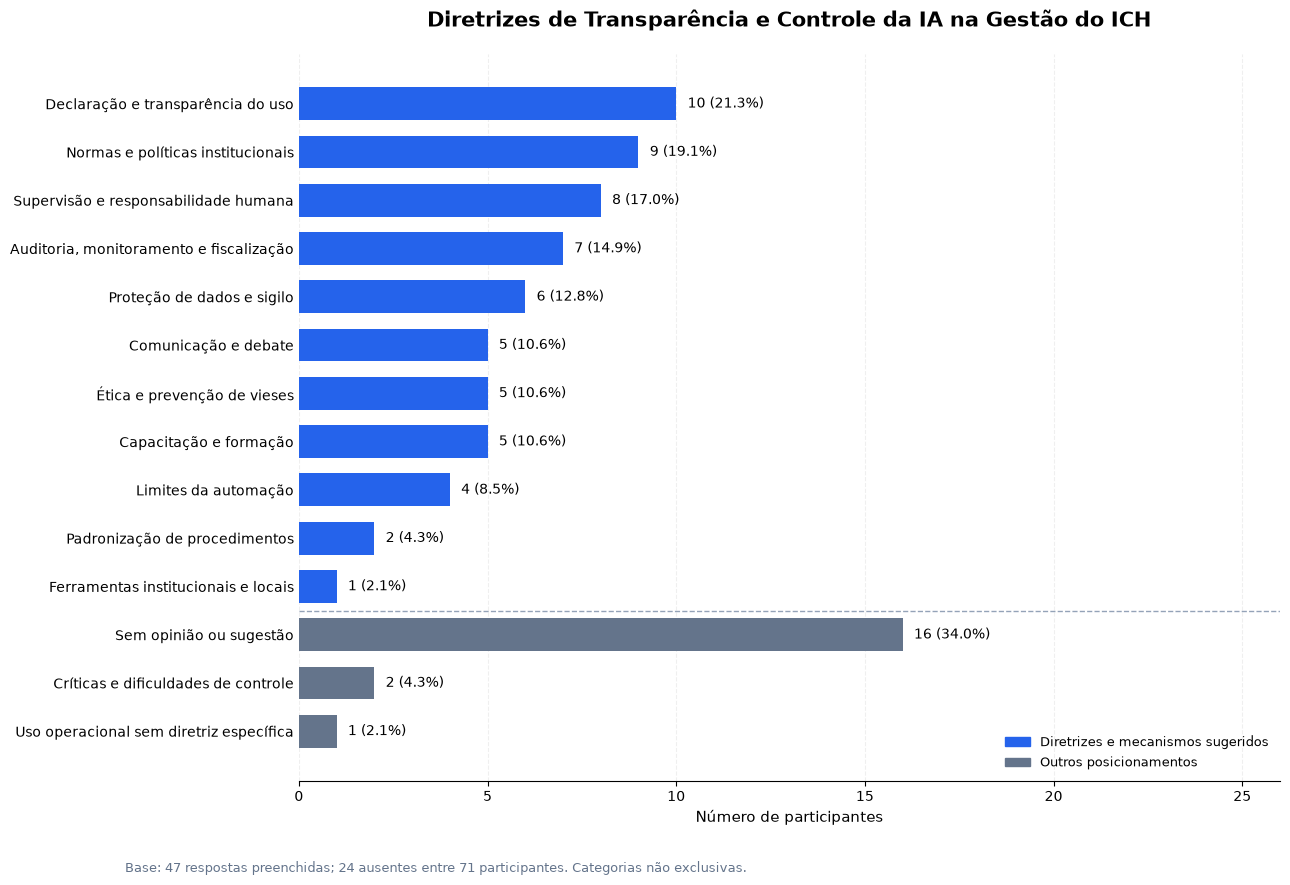 Diretrizes de Transparência e Controle da IA na Gestão do ICH
Declaração e transparência do uso 10 (21.3%)
Normas e políticas institucionais 9 (19.1%)
Supervisão e responsabilidade humana 8 (17.0%)
Auditoria, monitoramento e fiscalização 7 (14.9%)
Proteção de dados e sigilo 6 (12.8%)
Comunicação e debate 5 (10.6%)
Ética e prevenção de vieses 5 (10.6%)
Capacitação e formação 5 (10.6%)
Limites da automação 4 (8.5%)
Padronização de procedimentos 2 (4.3%)
Ferramentas institucionais e locais 1 (2.1%)
Sem opinião ou sugestão 16 (34.0%)
Críticas e dificuldades de controle 2 (4.3%)
Uso operacional sem diretriz específica 1 (2.1%)
Diretrizes e mecanismos sugeridos
Outros posicionamentos
0 5 10 15 20 25
Número de participantes
Base: 47 respostas preenchidas; 24 ausentes entre 71 participantes. Categorias não exclusivas.